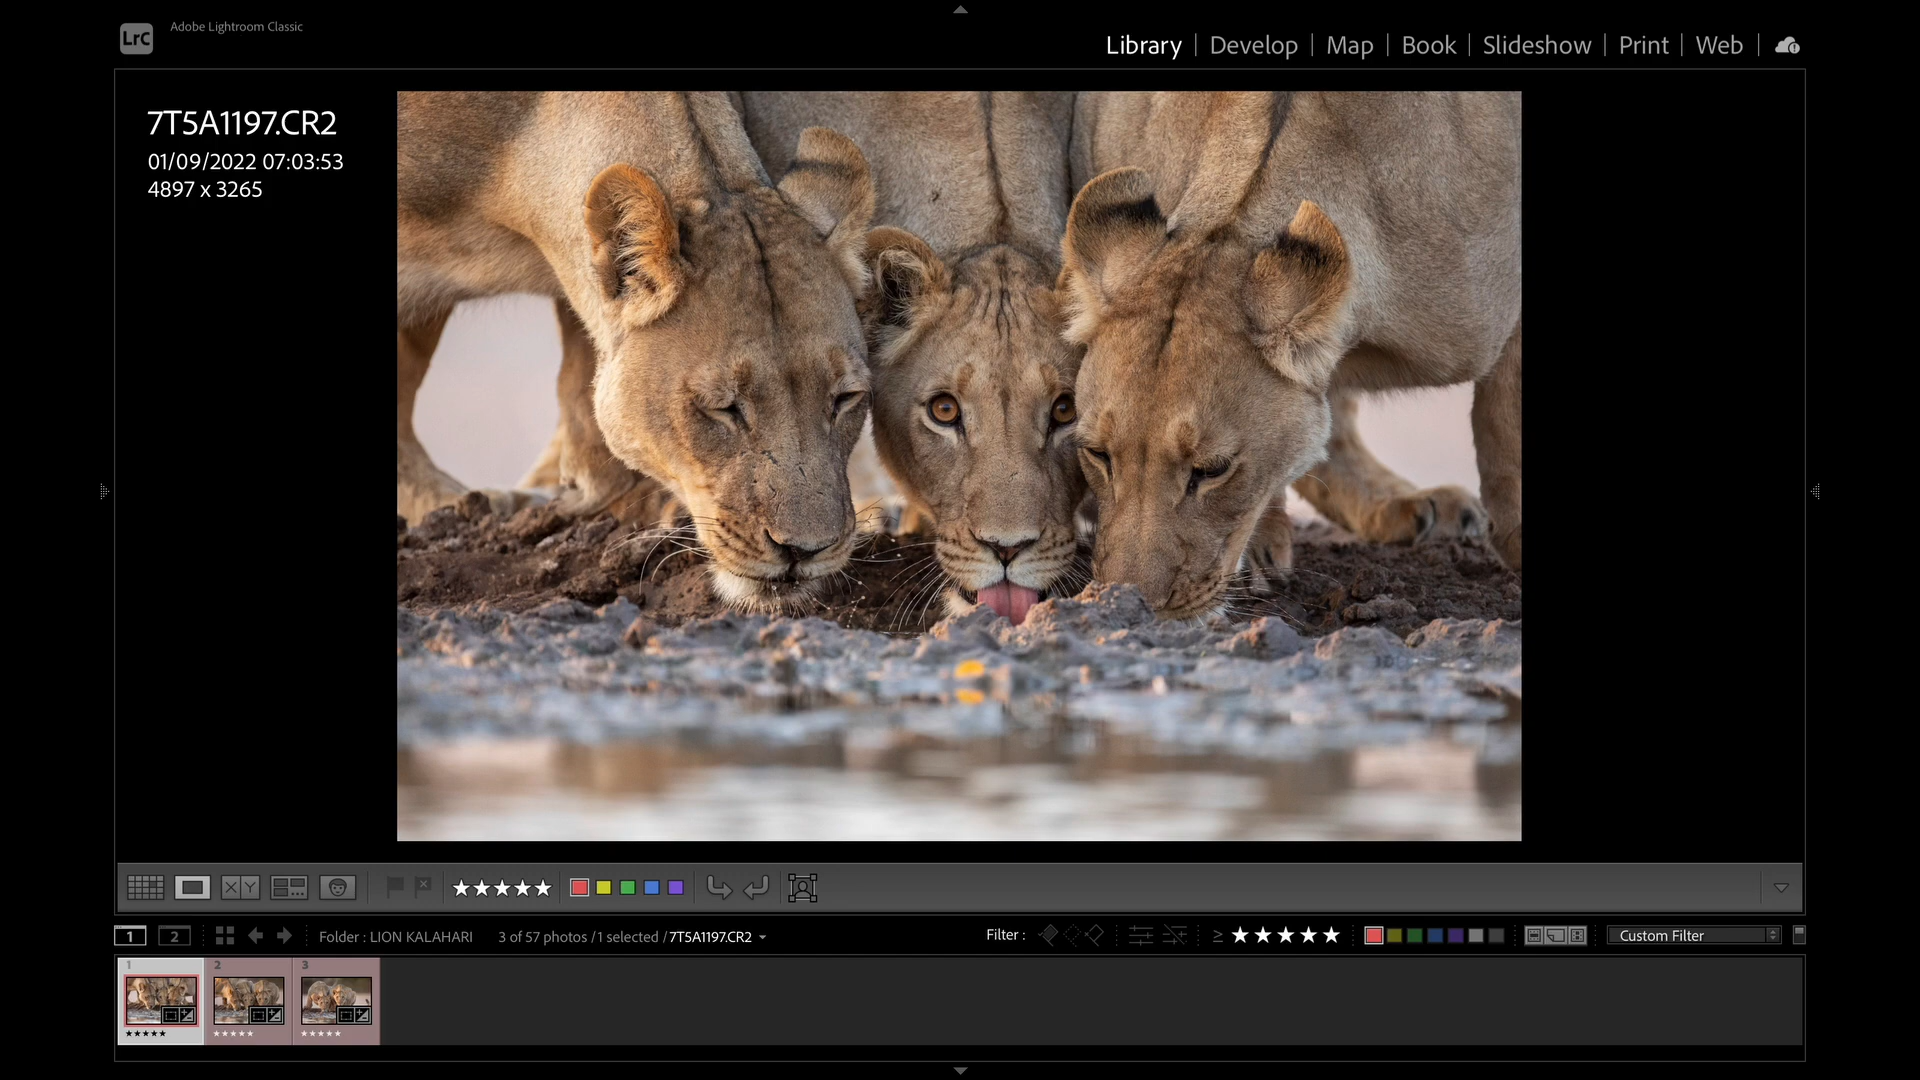 LrC
Adobe Lightroom Classic
Library | Develop | Map | Book | Slideshow | Print | Web
7T5A1197.CR2
01/09/2022 07:03:53
4897 x 3265
X Y
1 2 Folder : LION KALAHARI 3 of 57 photos / 1 selected / 7T5A1197.CR2 Filter : ≥ ★★★★★ Custom Filter
1 2 3